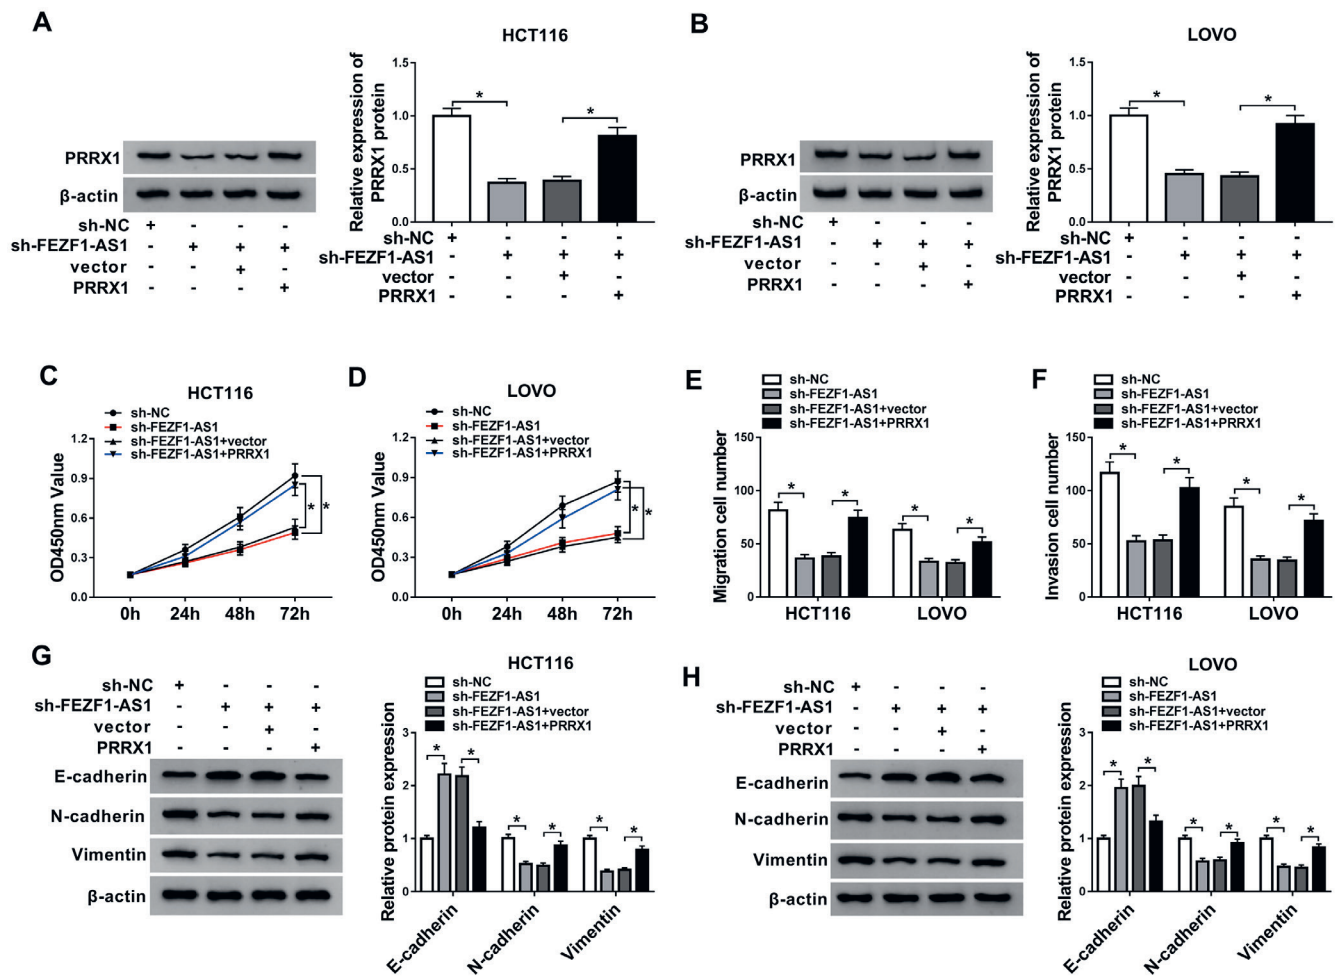 A
HCT116
Relative expression of
PRRX1 protein
1.5
1.0
0.5
0.0
*
*
PRRX1
β-actin
sh-NC + - - -
sh-FEZF1-AS1 - + + +
vector - - + -
PRRX1 - - - +
sh-NC + - - -
sh-FEZF1-AS1 - + + +
vector - - + -
PRRX1 - - - +
B
LOVO
Relative expression of
PRRX1 protein
1.5
1.0
0.5
0.0
*
*
PRRX1
β-actin
sh-NC + - - -
sh-FEZF1-AS1 - + + +
vector - - + -
PRRX1 - - - +
sh-NC + - - -
sh-FEZF1-AS1 - + + +
vector - - + -
PRRX1 - - - +
C
HCT116
sh-NC
sh-FEZF1-AS1
sh-FEZF1-AS1+vector
sh-FEZF1-AS1+PRRX1
OD450nm Value
1.2
0.9
0.6
0.3
0.0
* *
0h 24h 48h 72h
D
LOVO
sh-NC
sh-FEZF1-AS1
sh-FEZF1-AS1+vector
sh-FEZF1-AS1+PRRX1
OD450nm Value
1.2
0.9
0.6
0.3
0.0
* *
0h 24h 48h 72h
E
sh-NC
sh-FEZF1-AS1
sh-FEZF1-AS1+vector
sh-FEZF1-AS1+PRRX1
Migration cell number
150
100
50
0
* * * *
HCT116 LOVO
F
sh-NC
sh-FEZF1-AS1
sh-FEZF1-AS1+vector
sh-FEZF1-AS1+PRRX1
Invasion cell number
150
100
50
0
* * * *
HCT116 LOVO
G
sh-NC + - - -
sh-FEZF1-AS1 - + + +
vector - - + -
PRRX1 - - - +
E-cadherin
N-cadherin
Vimentin
β-actin
HCT116
sh-NC
sh-FEZF1-AS1
sh-FEZF1-AS1+vector
sh-FEZF1-AS1+PRRX1
Relative protein expression
3
2
1
0
* * * * * *
E-cadherin N-cadherin Vimentin
H
sh-NC + - - -
sh-FEZF1-AS1 - + + +
vector - - + -
PRRX1 - - - +
E-cadherin
N-cadherin
Vimentin
β-actin
LOVO
sh-NC
sh-FEZF1-AS1
sh-FEZF1-AS1+vector
sh-FEZF1-AS1+PRRX1
Relative protein expression
3
2
1
0
* * * * * *
E-cadherin N-cadherin Vimentin